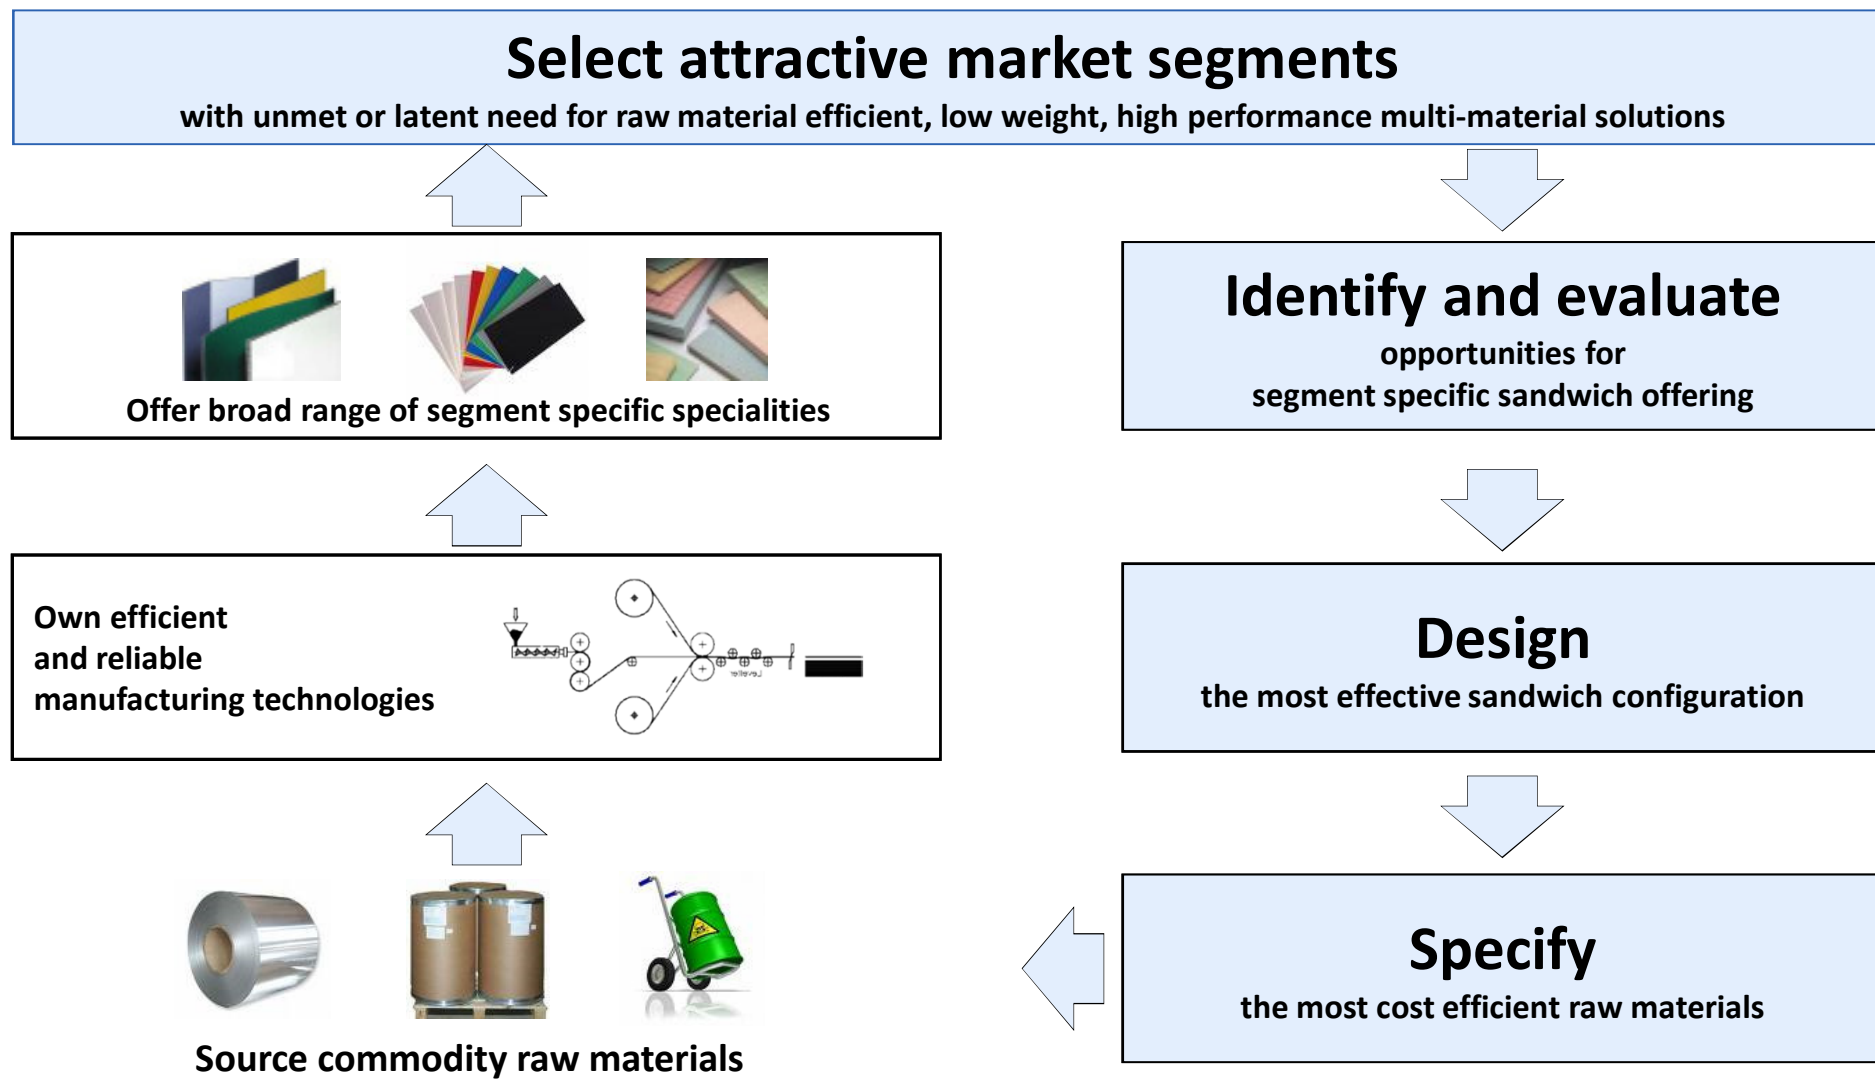 Select attractive market segments
with unmet or latent need for raw material efficient, low weight, high performance multi-material solutions
Offer broad range of segment specific specialities
Identify and evaluate
opportunities for
segment specific sandwich offering
Own efficient
and reliable
manufacturing technologies
Design
the most effective sandwich configuration
Specify
the most cost efficient raw materials
Source commodity raw materials